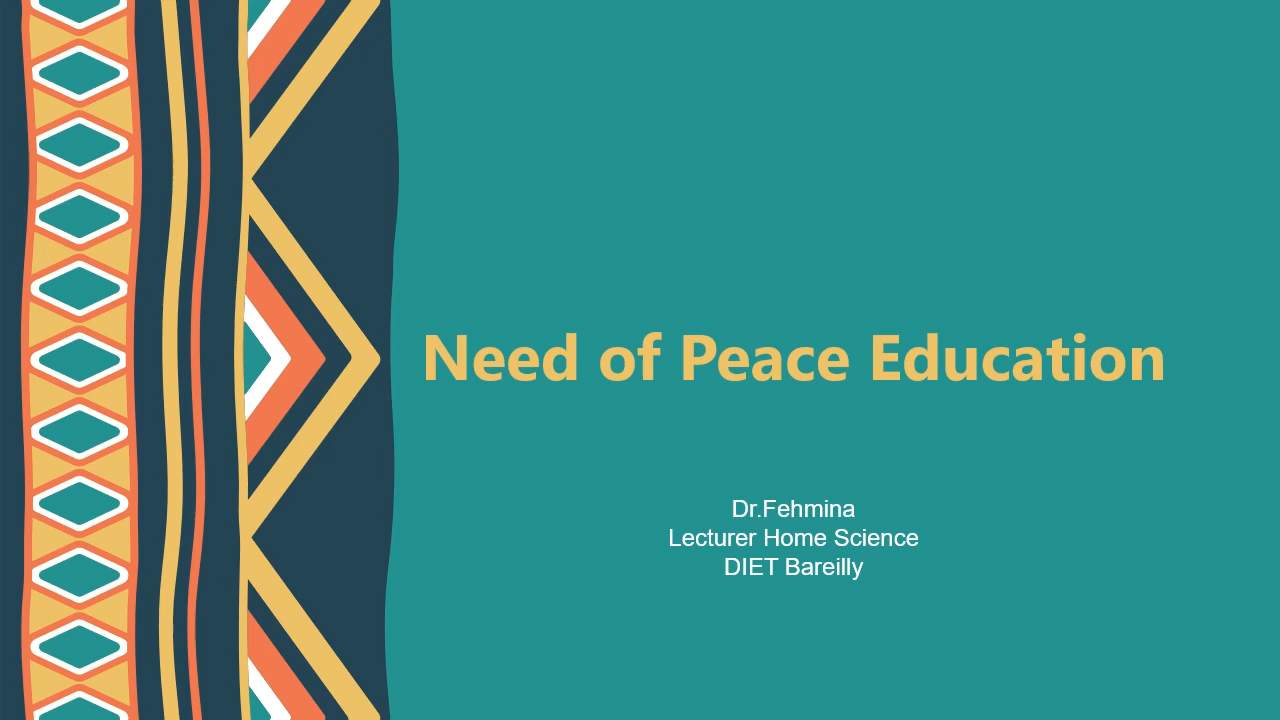 Need of Peace Education
Dr.Fehmina
Lecturer Home Science
DIET Bareilly